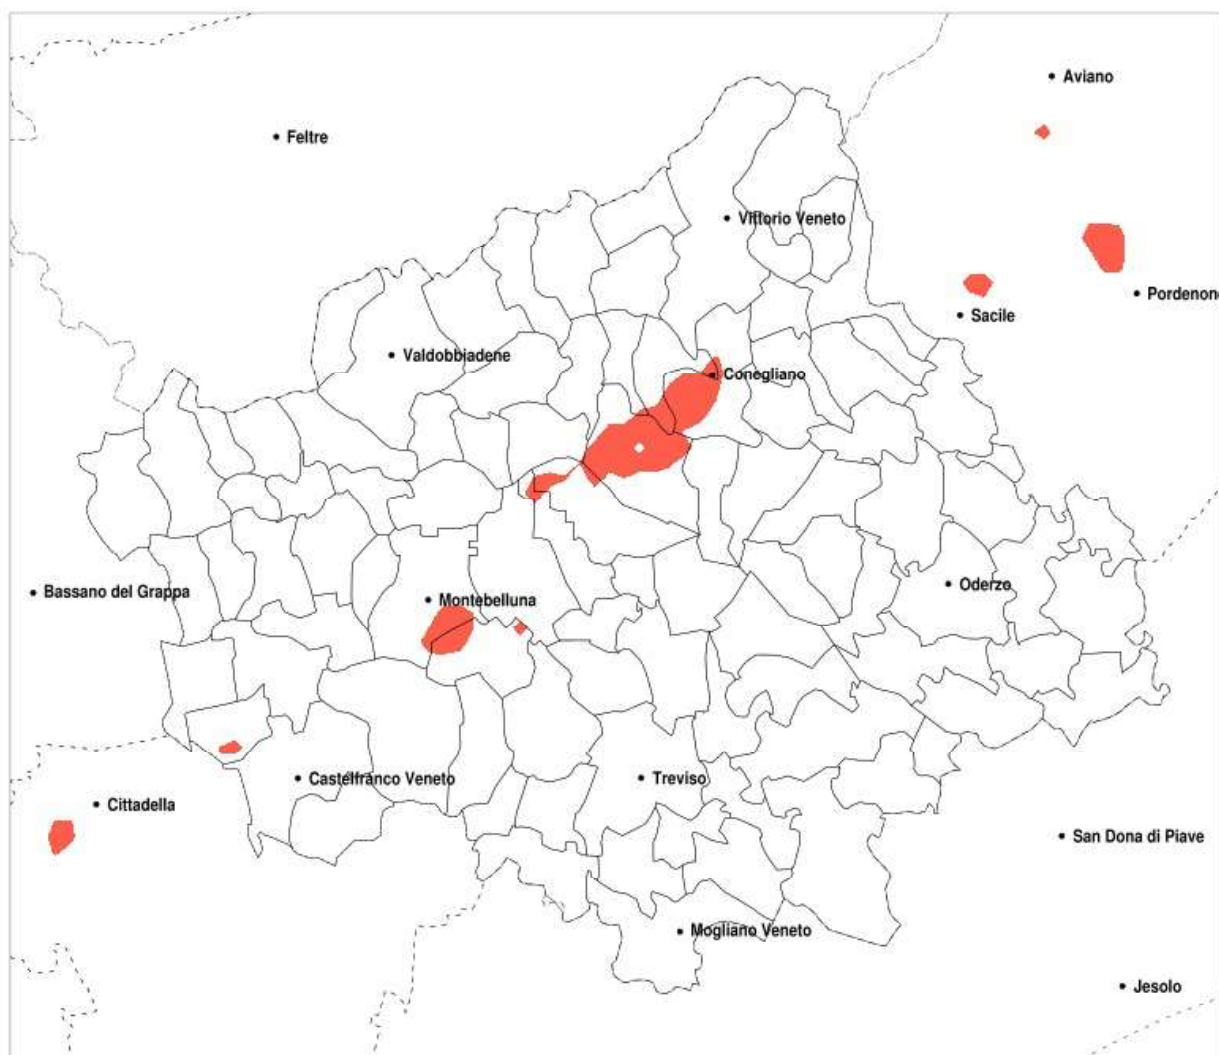 Aviano
Feltre
Vittorio Veneto
Pordenone
Sacile
Valdobbiadene
Conegliano
Oderzo
Bassano del Grappa
Montebelluna
Castelfranco Veneto
Treviso
Cittadella
San Dona di Piave
Mogliano Veneto
Jesolo